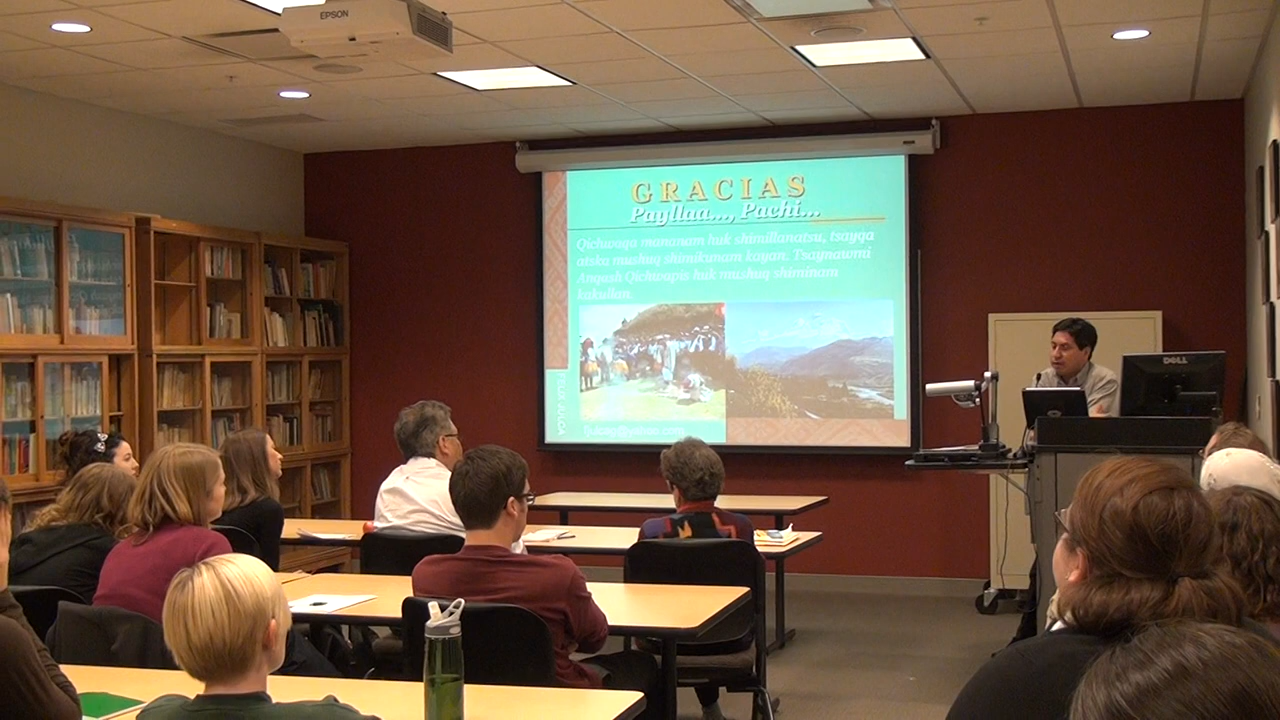 EPSON
GRACIAS
Payllaa..., Pachi...
Qichwaqa mananam huk shimillanatsu, tsayqa
atska mushuq shimikunam kayan. Tsaynawmi
Anqash Qichwapis huk mushuq shiminam
kakullan.
DELL